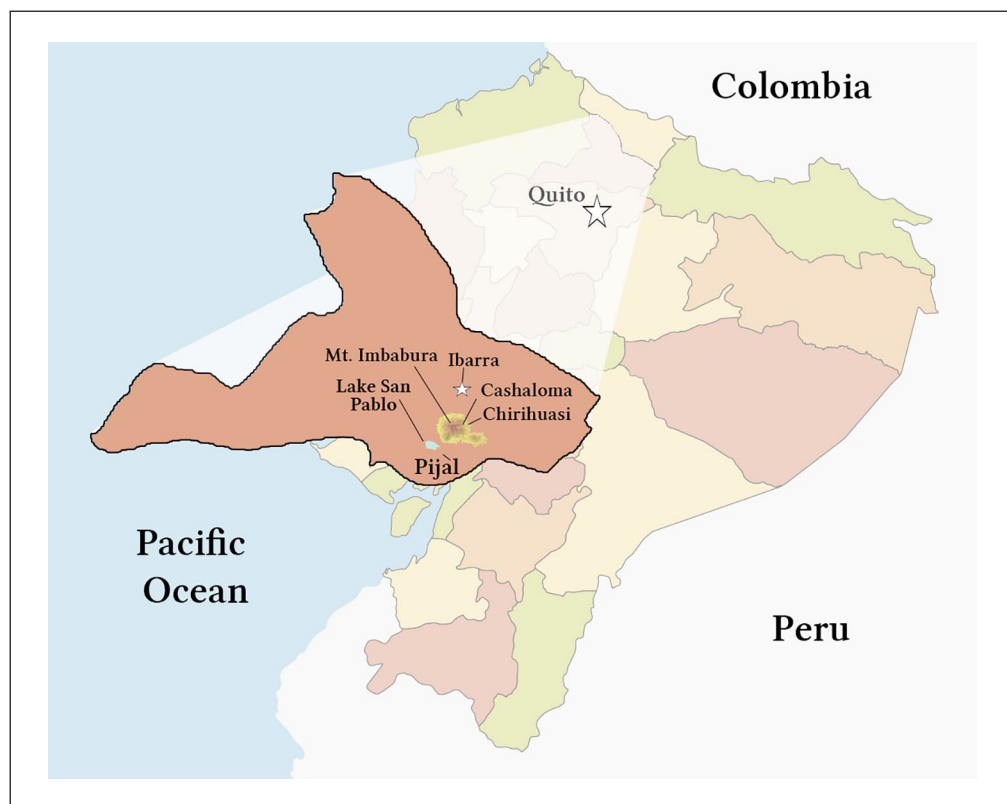 Colombia
Quito
Mt. Imbabura
Ibarra
Lake San
Pablo
Cashaloma
Chirihuasi
Pijal
Pacific
Ocean
Peru